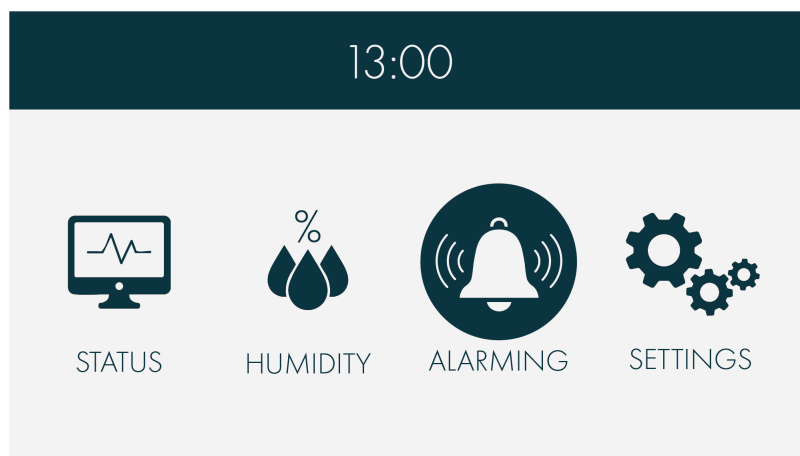 13:00
%
STATUS
HUMIDITY
ALARMING
SETTINGS